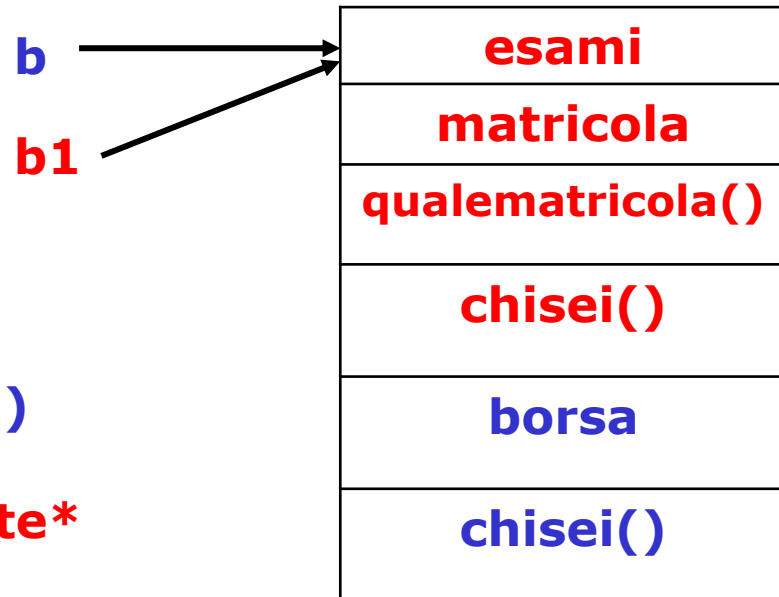 b
esami
b1
matricola
qualematricola()
chisei()
)
borsa
te*
chisei()